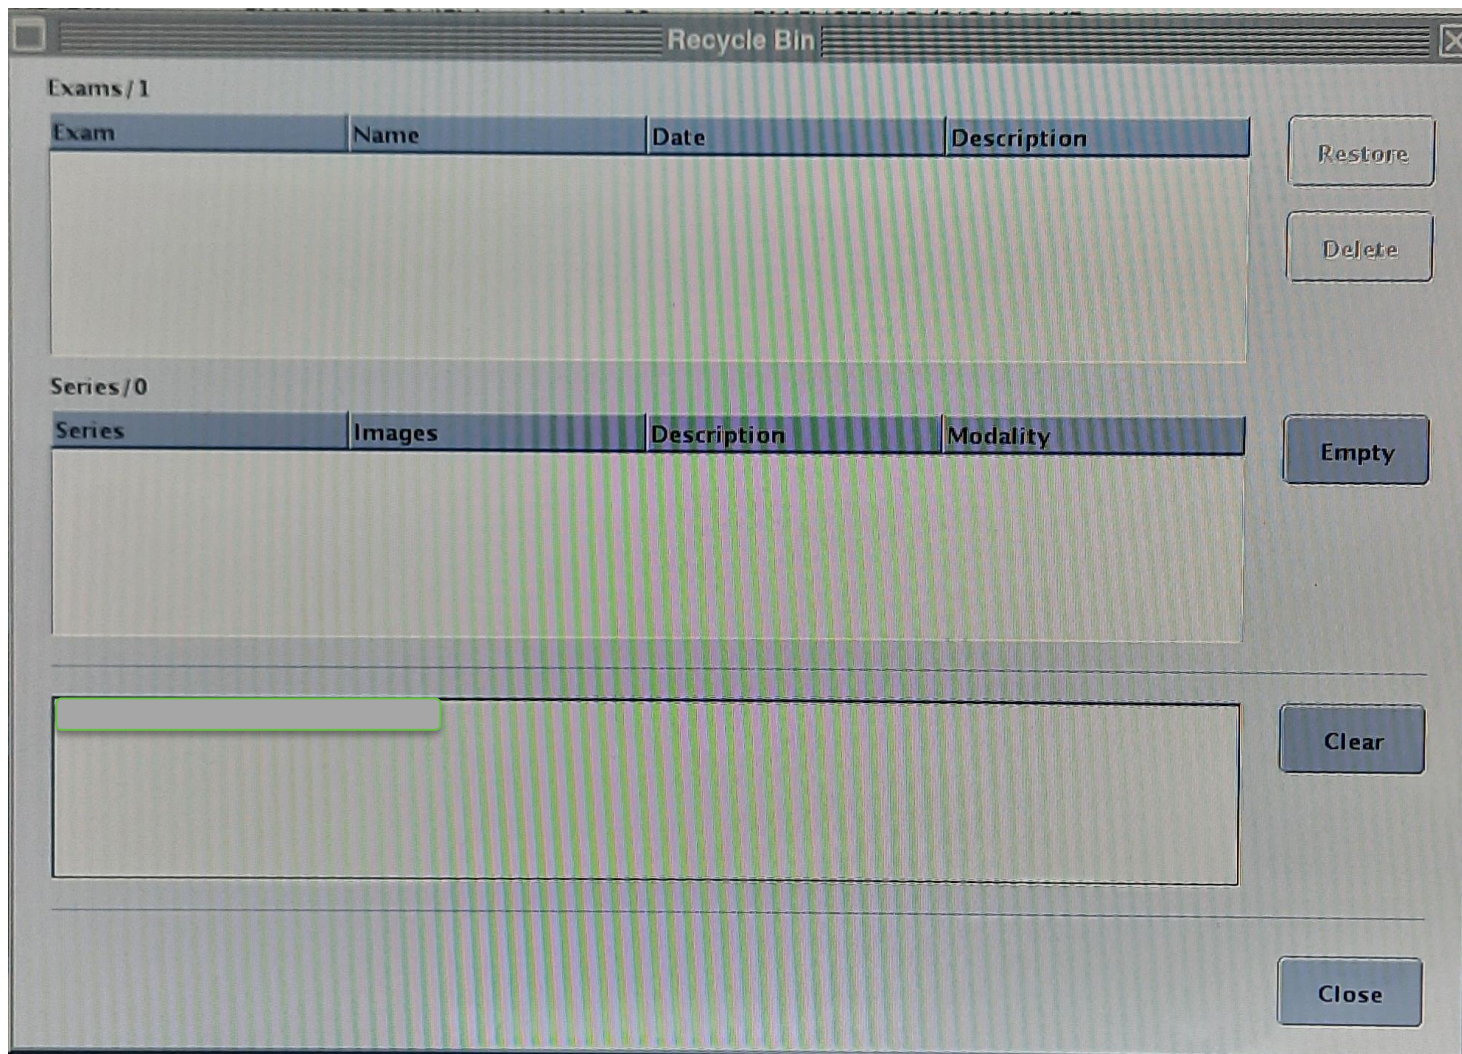 Recycle Bin
Exams/1
Exam Name Date Description
Restore
Delete
Series/0
Series Images Description Modality
Empty
Clear
Close